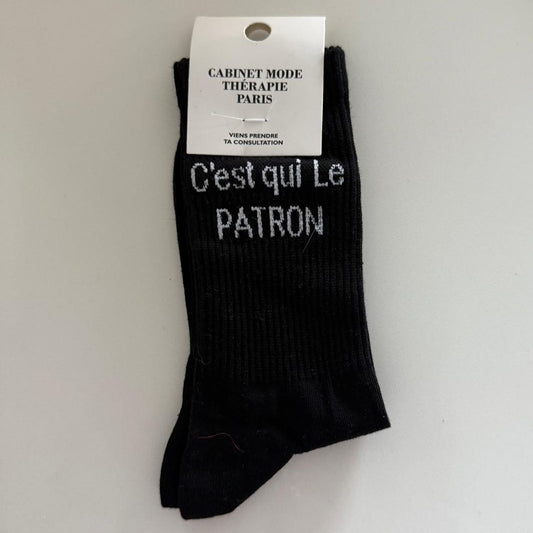 CABINET MODE
THÉRAPIE
PARIS
VIENS PRENDRE
TA CONSULTATION
C'est qui Le
PATRON